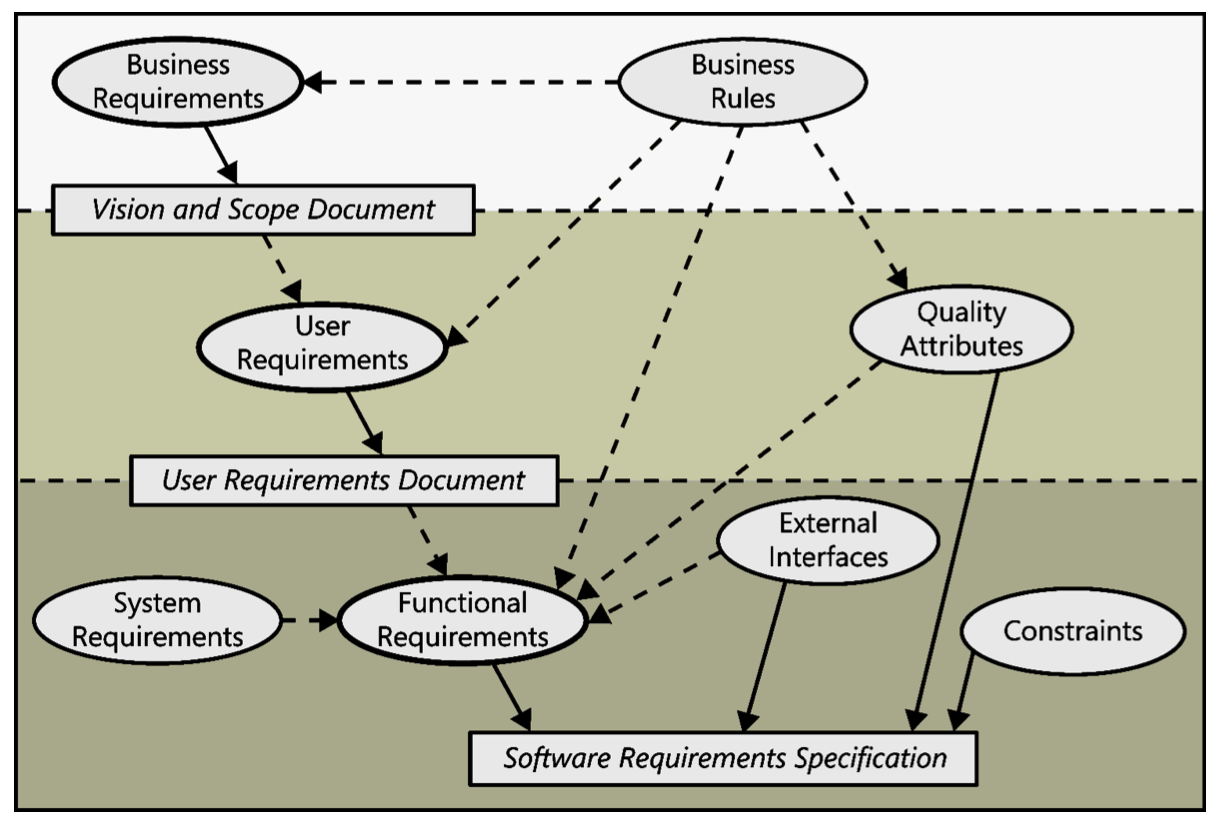 Business
Requirements
Business
Rules
Vision and Scope Document
User
Requirements
Quality
Attributes
User Requirements Document
External
Interfaces
System
Requirements
Functional
Requirements
Constraints
Software Requirements Specification